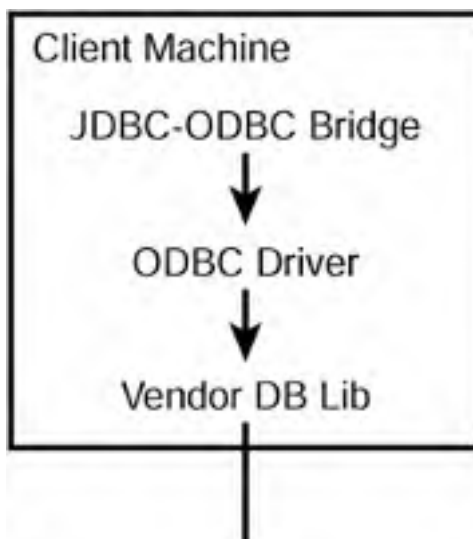 Client Machine
JDBC-ODBC Bridge
ODBC Driver
Vendor DB Lib